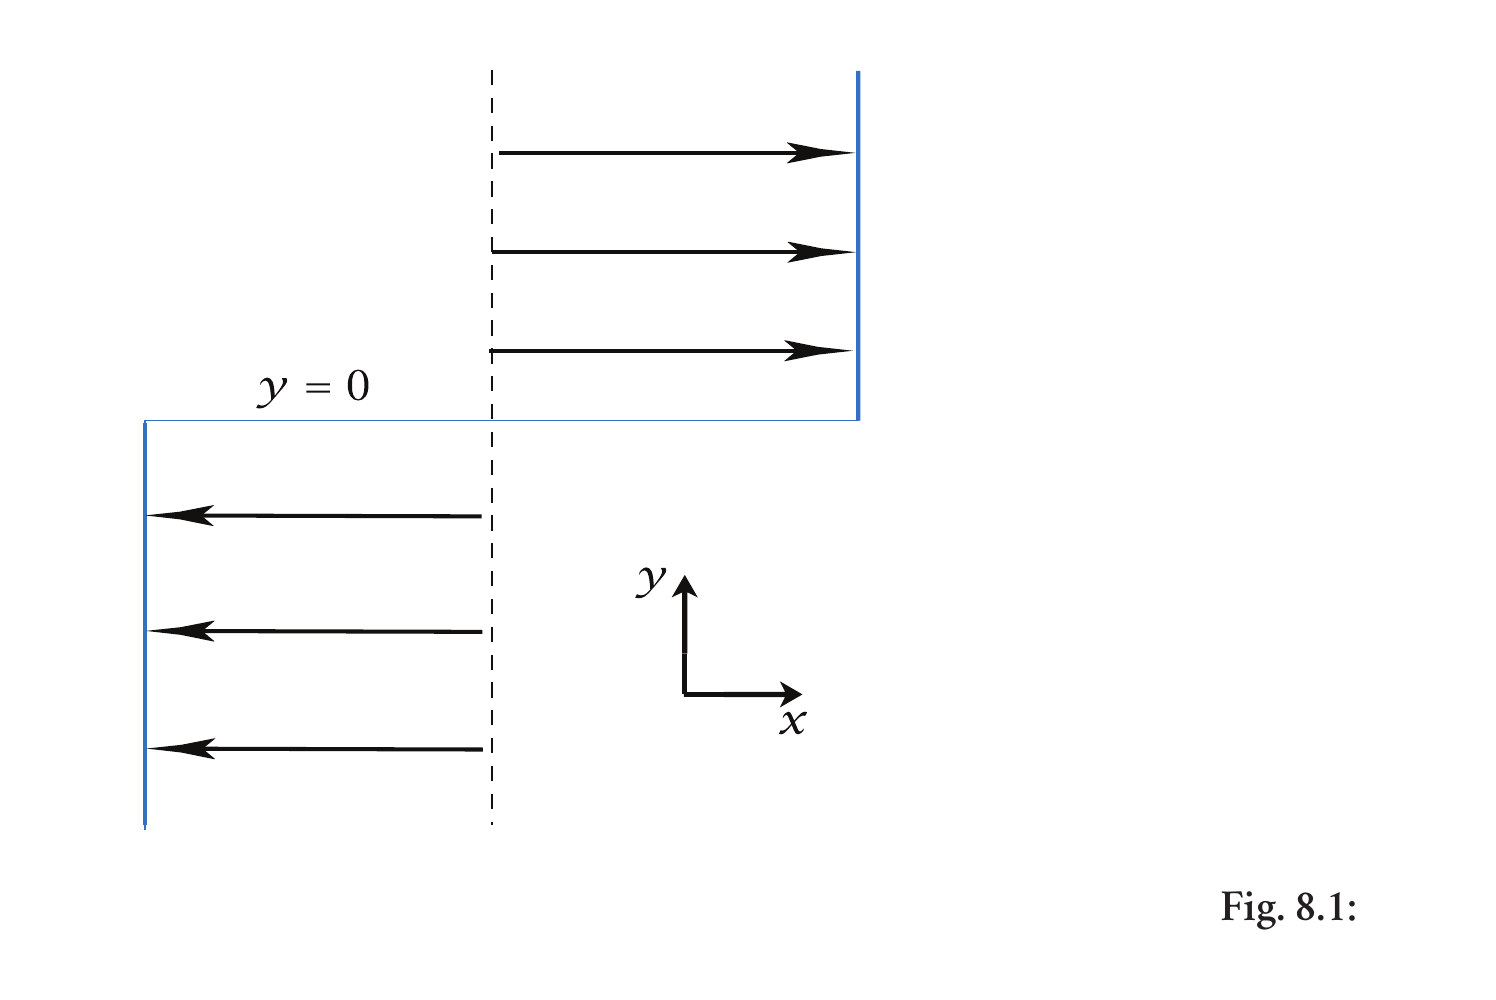 y = 0
y
x
Fig. 8.1: